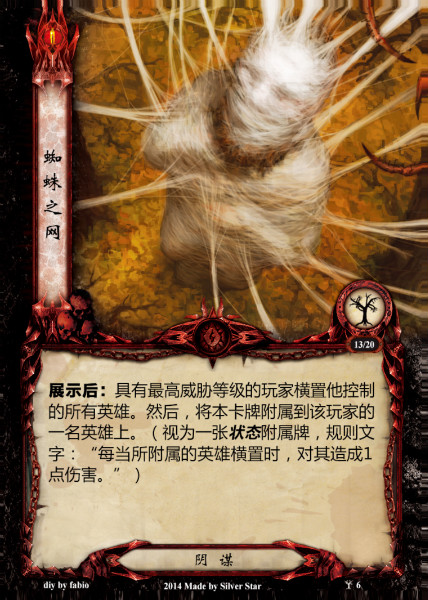 蜘蛛之网
13/20
展示后：具有最高威胁等级的玩家横置他控制
的所有英雄。然后，将本卡牌附属到该玩家的
一名英雄上。（视为一张状态附属牌，规则文
字：“每当所附属的英雄横置时，对其造成1
点伤害。”）
阴谋
diy by fabio
2014 Made by Silver Star
6